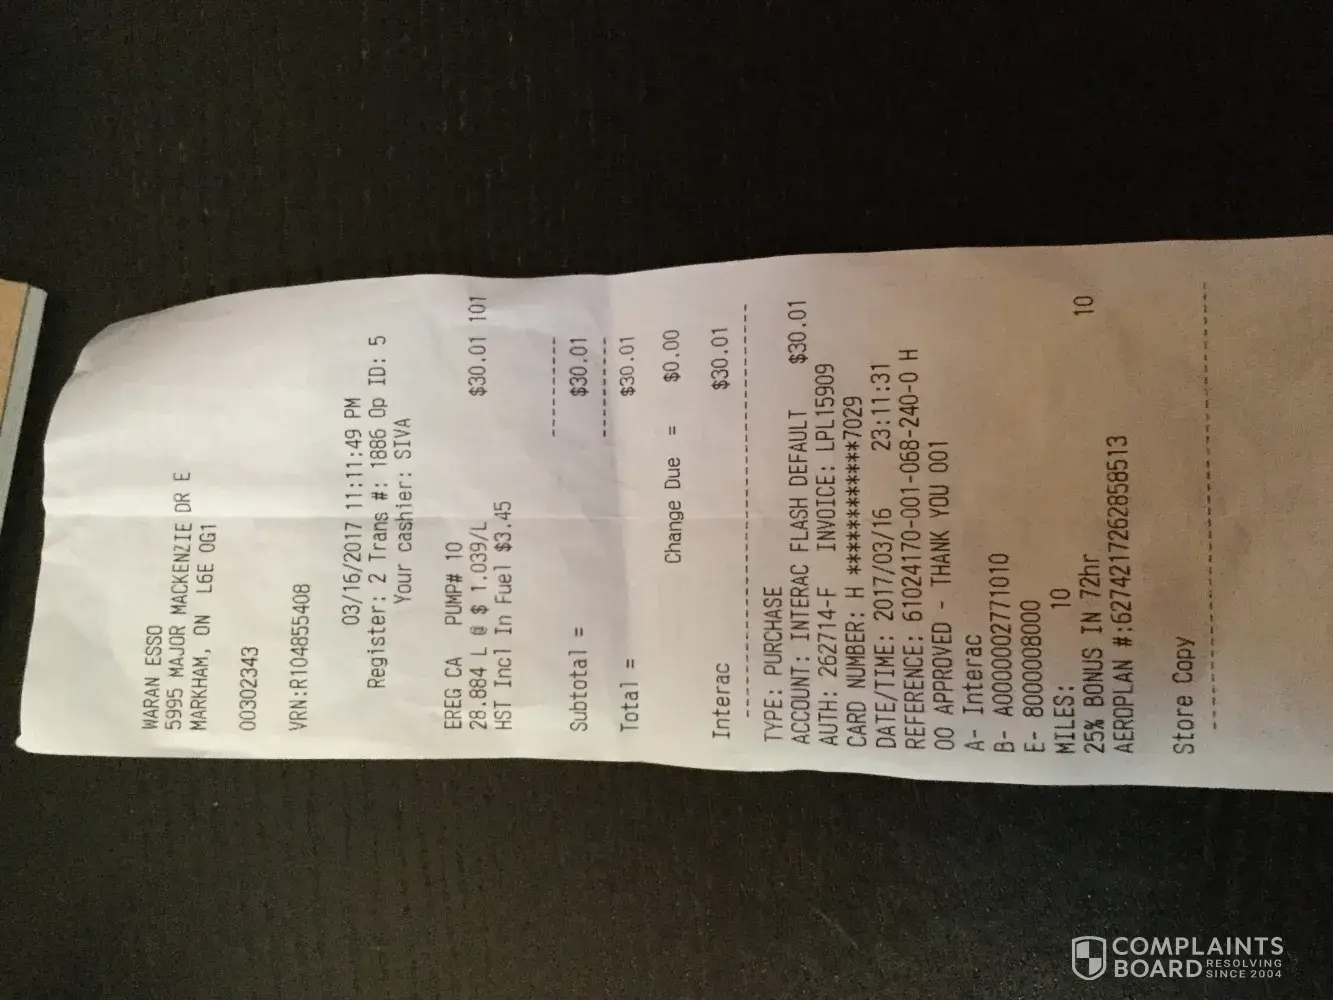 WARAN ESSO
5995 MAJOR MACKENZIE DR E
MARKHAM, ON L6E 0G1
00302343
VRN:R104855408
03/16/2017 11:11:49 PM
Register: 2 Trans #: 1886 Op ID: 5
Your cashier: SIVA
EREG CA PUMP# 10
28.884 L @ $ 1.039/L $30.01 101
HST Incl In Fuel $3.45
----------
Subtotal = $30.01
----------
Total = $30.01
Change Due = $0.00
Interac $30.01
----------------------------------------
TYPE: PURCHASE
ACCOUNT: INTERAC FLASH DEFAULT $30.01
AUTH: 262714-F INVOICE: LPL15909
CARD NUMBER: H ************7029
DATE/TIME: 2017/03/16 23:11:31
REFERENCE: 61024170-001-068-240-0 H
00 APPROVED - THANK YOU 001
A- Interac
B- A0000002771010
E- 8000008000
MILES: 10
25% BONUS IN 72hr 10
AEROPLAN #:6274217262858513
Store Copy
----------------------------------------
COMPLAINTS
BOARD RESOLVING
SINCE 2004